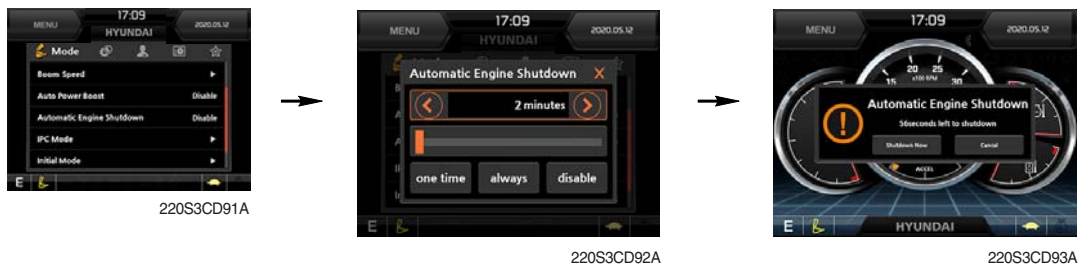 MENU
17:09
2020.05.12
HYUNDAI
Mode
Boom Speed
Auto Power Boost Disable
Automatic Engine Shutdown Disable
IPC Mode
Initial Mode
E
220S3CD91A
MENU
17:09
2020.05.12
HYUNDAI
Automatic Engine Shutdown X
2 minutes
one time always disable
E
220S3CD92A
MENU
17:09
2020.05.12
HYUNDAI
15 20 25 30
x100 RPM
Automatic Engine Shutdown
56seconds left to shutdown
Shutdown Now Cancel
ACCEL
E
HYUNDAI
220S3CD93A